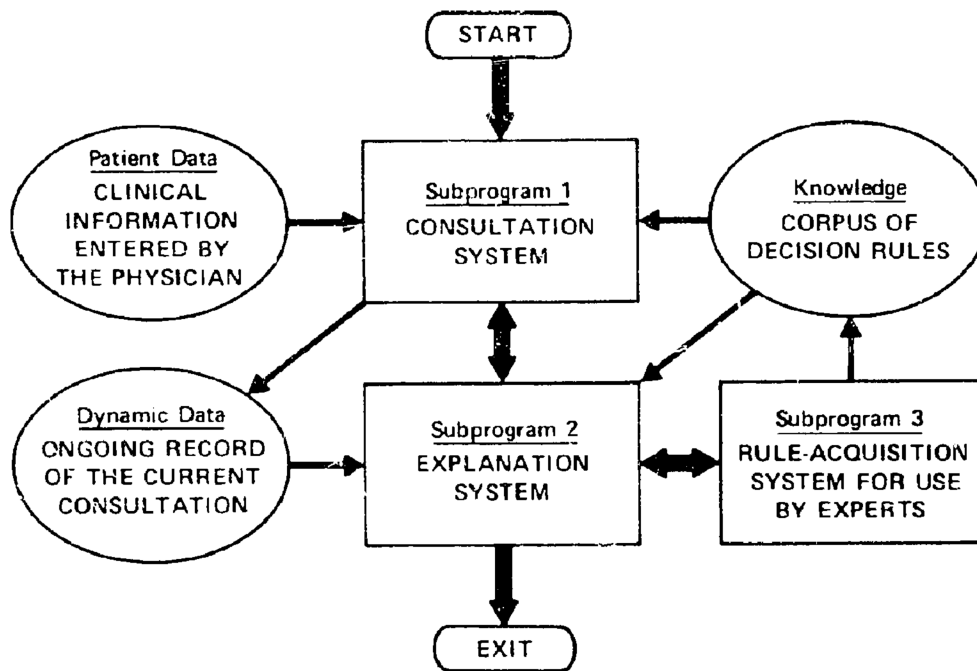 START
Patient Data
CLINICAL
INFORMATION
ENTERED BY
THE PHYSICIAN
Subprogram 1
CONSULTATION
SYSTEM
Knowledge
CORPUS OF
DECISION RULES
Dynamic Data
ONGOING RECORD
OF THE CURRENT
CONSULTATION
Subprogram 2
EXPLANATION
SYSTEM
Subprogram 3
RULE-ACQUISITION
SYSTEM FOR USE
BY EXPERTS
EXIT